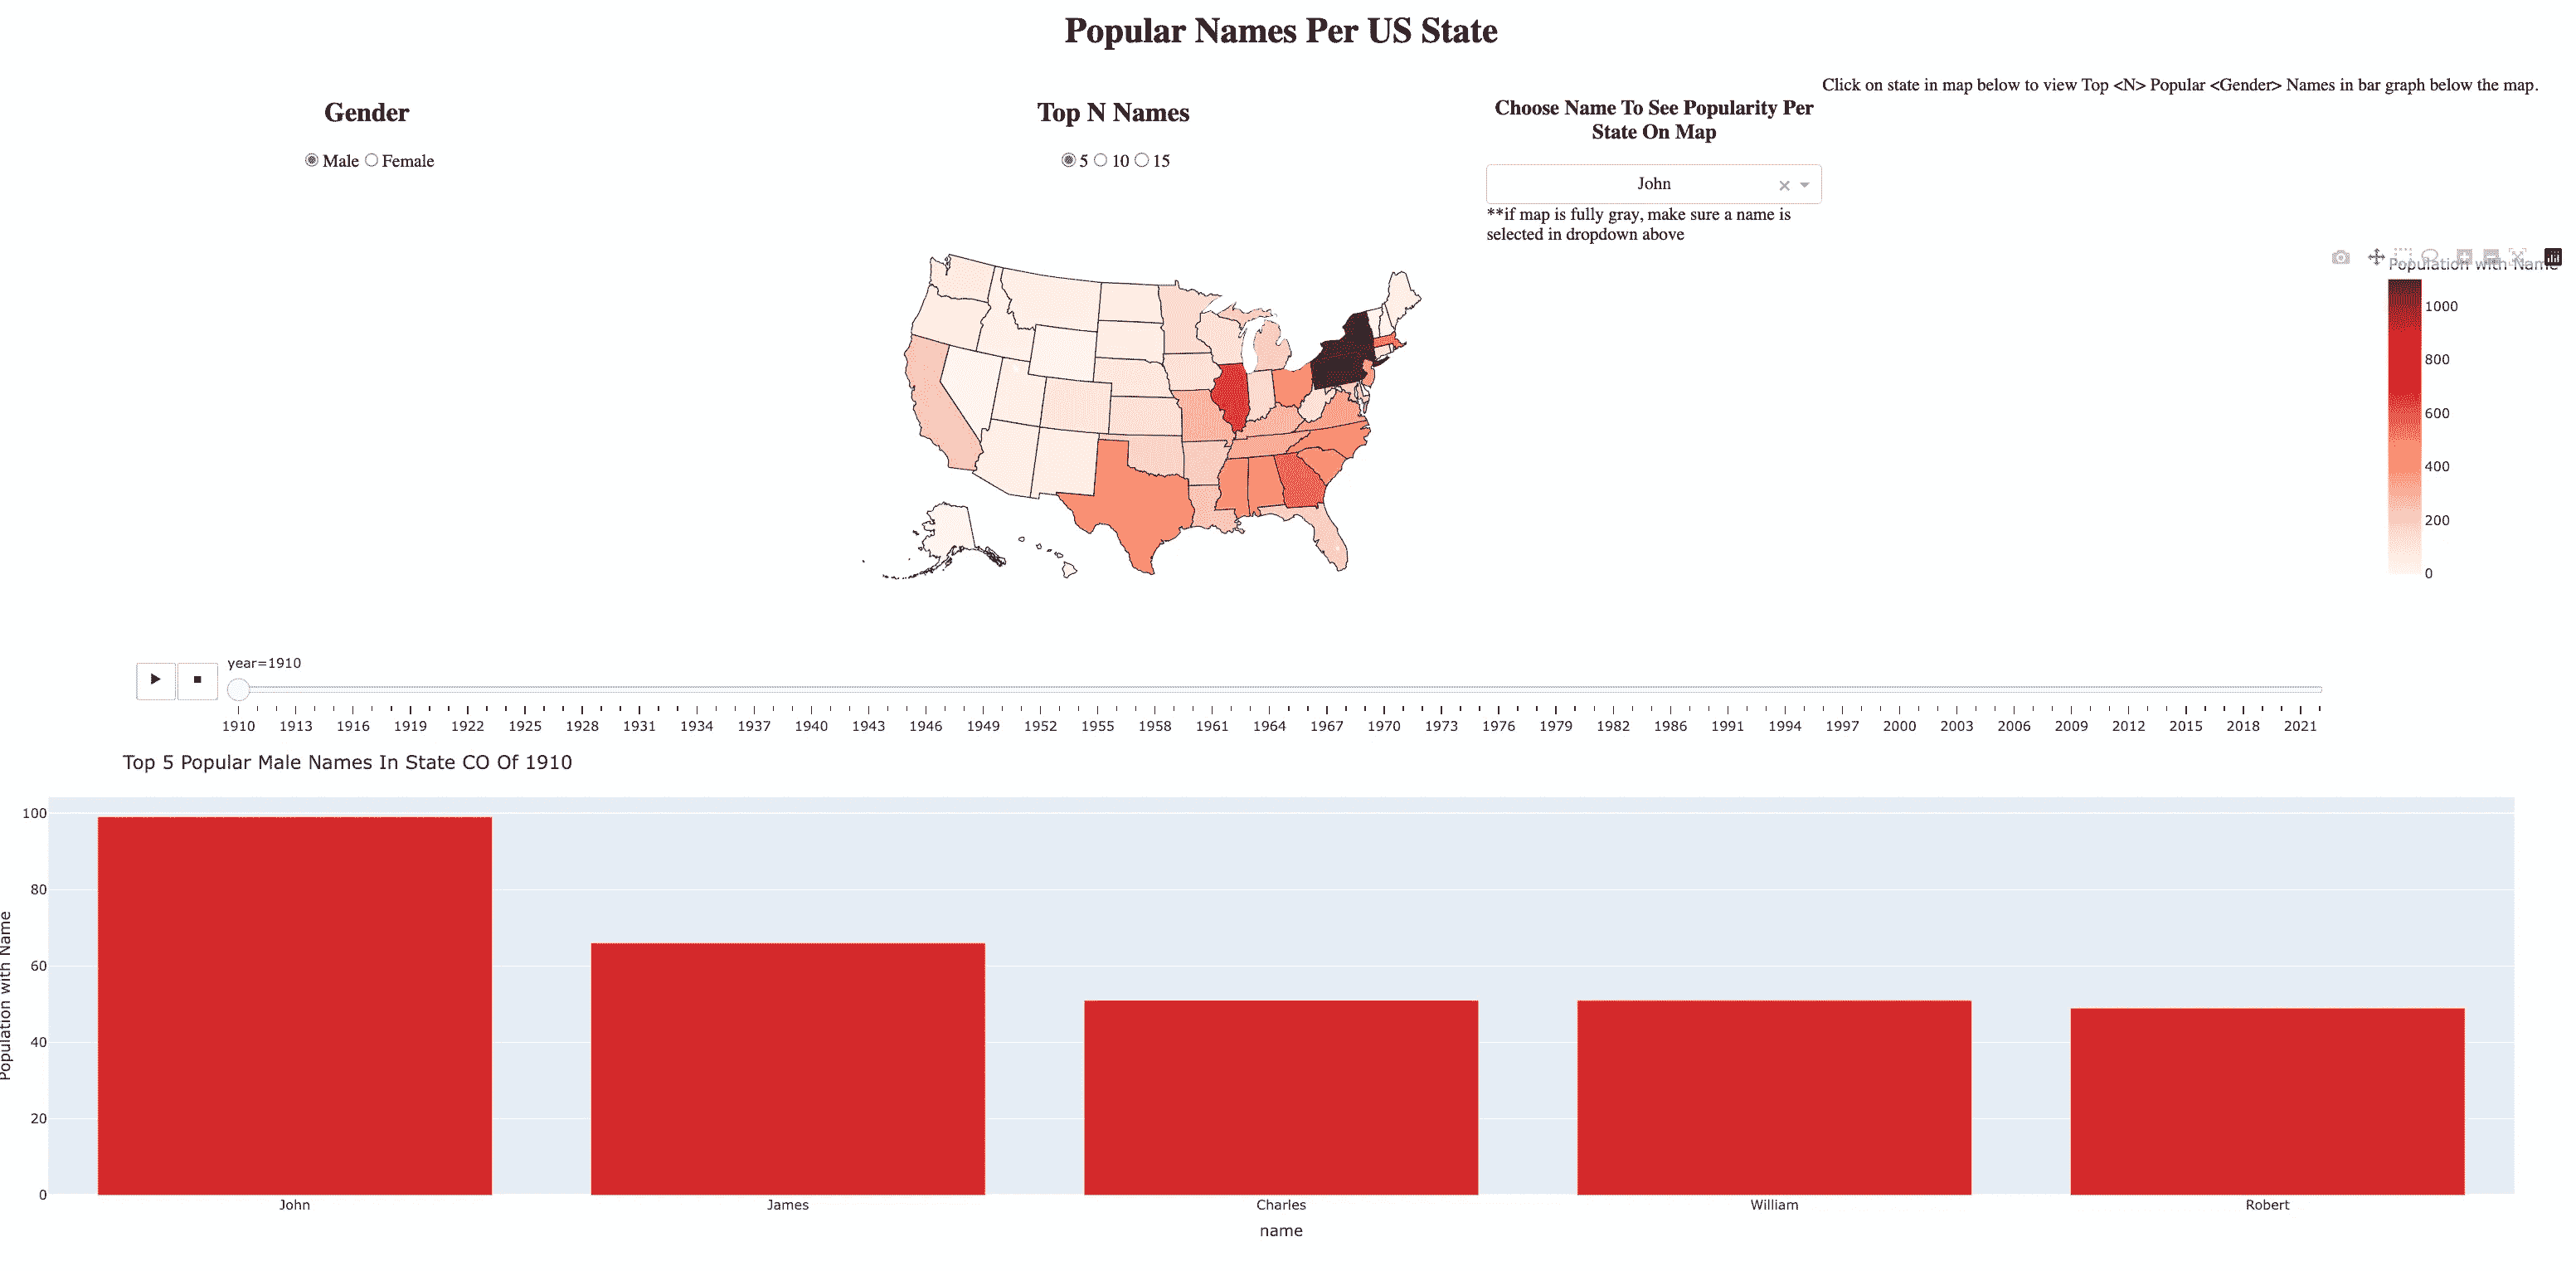 Popular Names Per US State
Click on state in map below to view Top <N> Popular <Gender> Names in bar graph below the map.
Gender
Male Female
Top N Names
5 10 15
Choose Name To See Popularity Per
State On Map
John
**if map is fully gray, make sure a name is
selected in dropdown above
Population with Name
1000
800
600
400
200
0
year=1910
1910 1913 1916 1919 1922 1925 1928 1931 1934 1937 1940 1943 1946 1949 1952 1955 1958 1961 1964 1967 1970 1973 1976 1979 1982 1986 1991 1994 1997 2000 2003 2006 2009 2012 2015 2018 2021
Top 5 Popular Male Names In State CO Of 1910
Population with Name
100
80
60
40
20
0
John James Charles William Robert
name